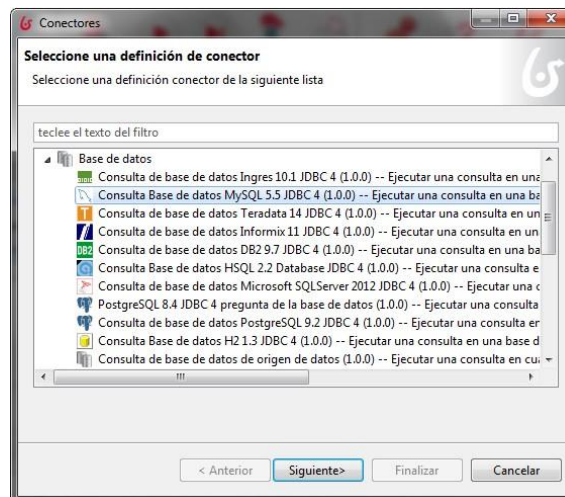 Conectores
Seleccione una definición de conector
Seleccione una definición conector de la siguiente lista
teclee el texto del filtro
Base de datos
Consulta de base de datos Ingres 10.1 JDBC 4 (1.0.0) -- Ejecutar una consulta en una
Consulta Base de datos MySQL 5.5 JDBC 4 (1.0.0) -- Ejecutar una consulta en una ba
Consulta de base de datos Teradata 14 JDBC 4 (1.0.0) -- Ejecutar una consulta en un
Consulta de base de datos Informix 11 JDBC 4 (1.0.0) -- Ejecutar una consulta en un
DB2 Consulta de base de datos DB2 9.7 JDBC 4 (1.0.0) -- Ejecutar una consulta en una ba
Consulta de base de datos HSQL 2.2 Database JDBC 4 (1.0.0) -- Ejecutar una consulta e
Consulta de base de datos Microsoft SQLServer 2012 JDBC 4 (1.0.0) -- Ejecutar una c
PostgreSQL 8.4 JDBC 4 pregunta de la base de datos (1.0.0) -- Ejecutar una consulta
Consulta de base de datos PostgreSQL 9.2 JDBC 4 (1.0.0) -- Ejecutar una consulta er
Consulta Base de datos H2 1.3 JDBC 4 (1.0.0) -- Ejecutar una consulta en una base d
Consulta de base de datos de origen de datos (1.0.0) -- Ejecutar una consulta en cu
< Anterior
Siguiente>
Finalizar
Cancelar